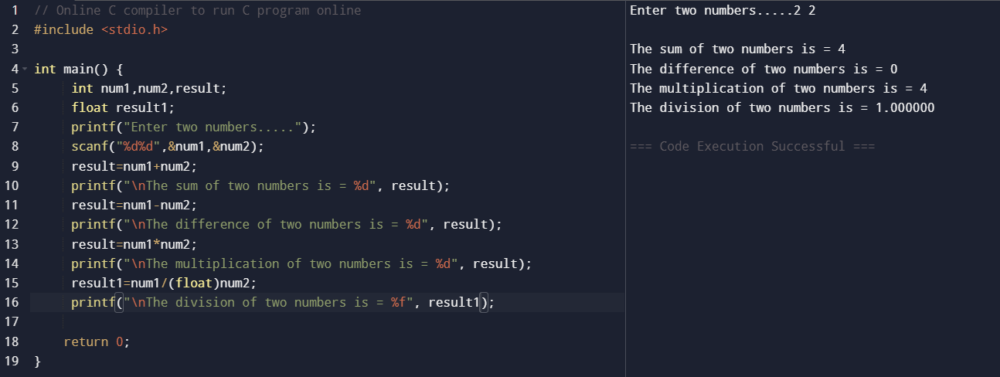 1 // Online C compiler to run C program online
2 #include <stdio.h>
3
4 int main() {
5 int num1,num2,result;
6 float result1;
7 printf("Enter two numbers.....");
8 scanf("%d%d",&num1,&num2);
9 result=num1+num2;
10 printf("\nThe sum of two numbers is = %d", result);
11 result=num1-num2;
12 printf("\nThe difference of two numbers is = %d", result);
13 result=num1*num2;
14 printf("\nThe multiplication of two numbers is = %d", result);
15 result1=num1/(float)num2;
16 printf("\nThe division of two numbers is = %f", result1);
17
18 return 0;
19 }
Enter two numbers.....2 2
The sum of two numbers is = 4
The difference of two numbers is = 0
The multiplication of two numbers is = 4
The division of two numbers is = 1.000000
=== Code Execution Successful ===